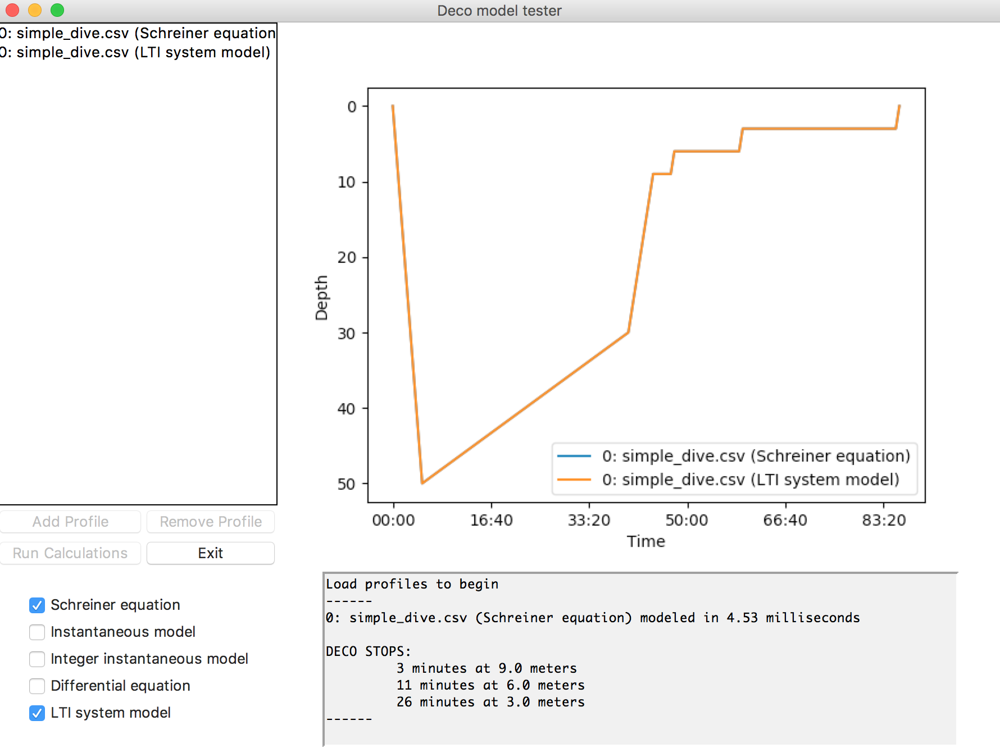 Deco model tester
0: simple_dive.csv (Schreiner equation
0: simple_dive.csv (LTI system model)
Add Profile
Remove Profile
Run Calculations
Exit
Schreiner equation
Instantaneous model
Integer instantaneous model
Differential equation
LTI system model
0
10
20
30
40
50
Depth
0: simple_dive.csv (Schreiner equation)
0: simple_dive.csv (LTI system model)
00:00 16:40 33:20 50:00 66:40 83:20
Time
Load profiles to begin
------
0: simple_dive.csv (Schreiner equation) modeled in 4.53 milliseconds
DECO STOPS:
3 minutes at 9.0 meters
11 minutes at 6.0 meters
26 minutes at 3.0 meters
------